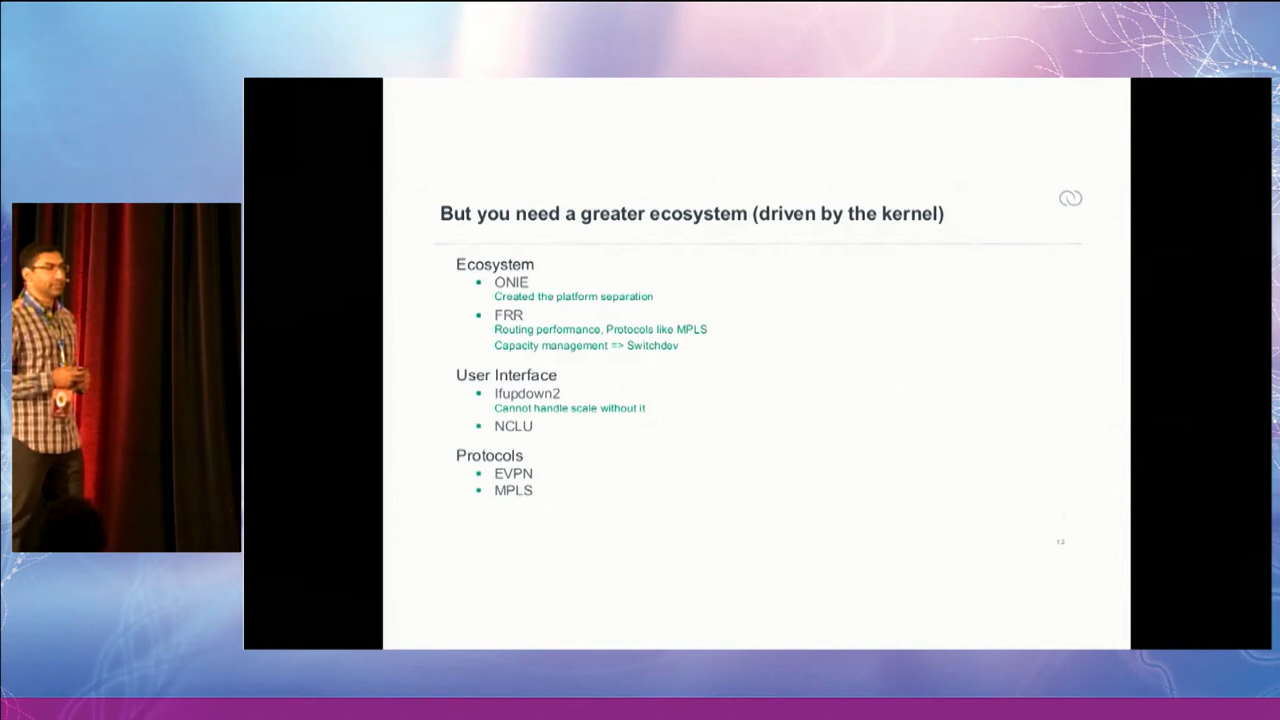 But you need a greater ecosystem (driven by the kernel)
Ecosystem
ONIE
Created the platform separation
FRR
Routing performance, Protocols like MPLS
Capacity management => Switchdev
User Interface
Ifupdown2
Cannot handle scale without it
NCLU
Protocols
EVPN
MPLS
12